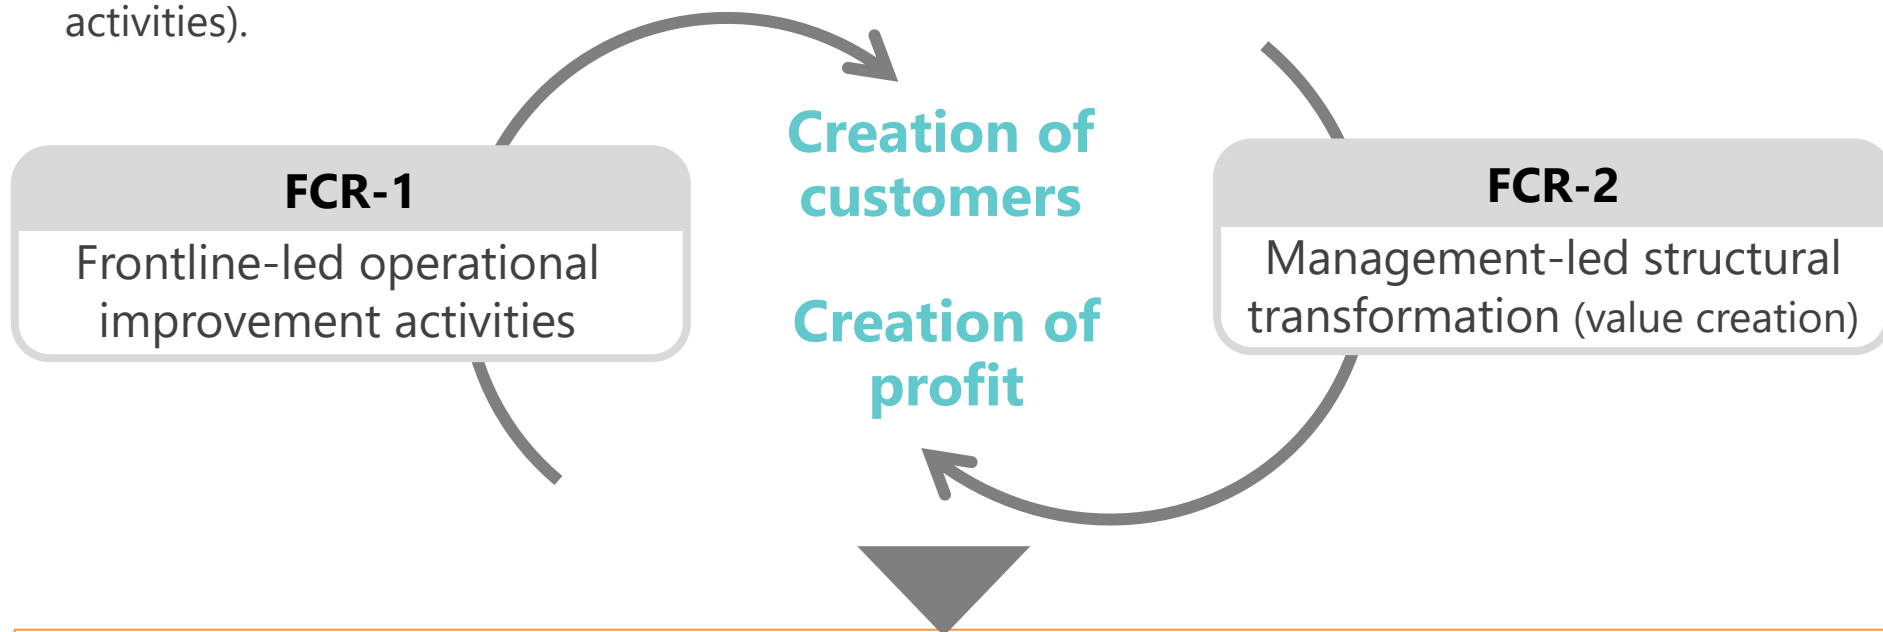 activities).
FCR-1
Frontline-led operational
improvement activities
Creation of
customers
Creation of
profit
FCR-2
Management-led structural
transformation (value creation)